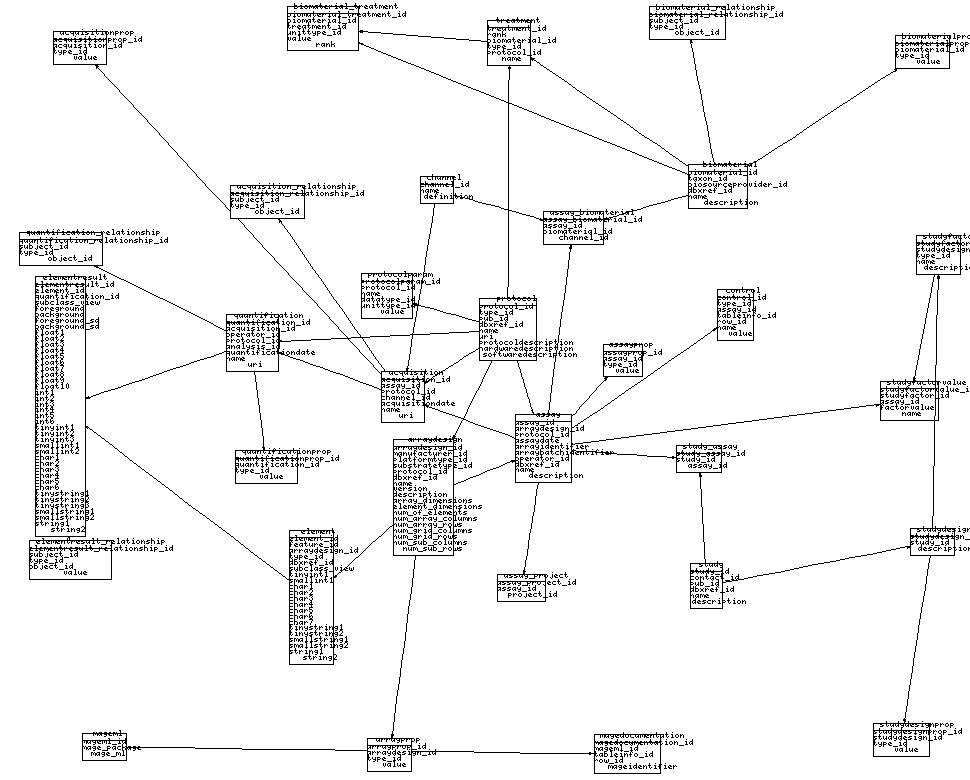 acquisitionprop
acquisitionprop_id
acquisition_id
type_id
value
biomaterial_treatment
biomaterial_treatment_id
biomaterial_id
treatment_id
unittype_id
value
rank
treatment
treatment_id
rank
biomaterial_id
type_id
protocol_id
name
biomaterial_relationship
biomaterial_relationship_id
subject_id
type_id
object_id
biomaterialpro
biomaterialprop
biomaterial_id
type_id
value
biomaterial
biomaterial_id
taxon_id
biosourceprovider_id
dbxref_id
name
description
channel
channel_id
name
definition
acquisition_relationship
acquisition_relationship_id
subject_id
type_id
object_id
assay_biomaterial
assay_biomaterial_id
assay_id
biomaterial_id
channel_id
quantification_relationship
quantification_relationship_id
subject_id
type_id
object_id
studyfact
studyfactor
studydesign
type_id
name
description
elementresult
elementresult_id
element_id
quantification_id
subclass_view
foreground
background
foreground_sd
background_sd
float1
float2
float3
float4
float5
float6
float7
float8
float9
float10
int1
int2
int3
int4
int5
int6
tinyint1
tinyint2
tinyint3
smallint1
smallint2
char1
char2
char3
char4
char5
char6
tinystring1
tinystring2
tinystring3
smallstring1
smallstring2
string1
string2
protocolparam
protocolparam_id
protocol_id
name
datatype_id
unittype_id
value
protocol
protocol_id
type_id
pub_id
dbxref_id
name
uri
protocoldescription
hardwaredescription
softwaredescription
control
control_id
type_id
assay_id
tableinfo_id
row_id
name
value
quantification
quantification_id
acquisition_id
operator_id
protocol_id
analysis_id
quantificationdate
name
uri
assayprop
assayprop_id
assay_id
type_id
value
acquisition
acquisition_id
assay_id
protocol_id
channel_id
acquisitiondate
name
uri
studyfactorvalue
studyfactorvalue_id
studyfactor_id
assay_id
factorvalue
name
assay
assay_id
arraydesign_id
protocol_id
assaydate
arrayidentifier
arraybatchidentifier
operator_id
dbxref_id
name
description
arraydesign
arraydesign_id
manufacturer_id
platformtype_id
substratetype_id
protocol_id
dbxref_id
name
version
description
array_dimensions
element_dimensions
num_of_elements
num_array_columns
num_array_rows
num_grid_columns
num_grid_rows
num_sub_columns
num_sub_rows
study_assay
study_assay_id
study_id
assay_id
quantificationprop
quantificationprop_id
quantification_id
type_id
value
element
element_id
feature_id
arraydesign_id
type_id
dbxref_id
subclass_view
tinyint1
smallint1
char1
char2
char3
char4
char5
char6
char7
tinystring1
tinystring2
smallstring1
smallstring2
string1
string2
studydesign
studydesign_
study_id
description
elementresult_relationship
elementresult_relationship_id
subject_id
type_id
object_id
value
assay_project
assay_project_id
assay_id
project_id
study
study_id
contact_id
pub_id
dbxref_id
name
description
studydesignprop
studydesignprop_id
studydesign_id
type_id
value
mageml
mageml_id
mage_package
mage_ml
arrayprop
arrayprop_id
arraydesign_id
type_id
value
magedocumentation
magedocumentation_id
mageml_id
tableinfo_id
row_id
mageidentifier